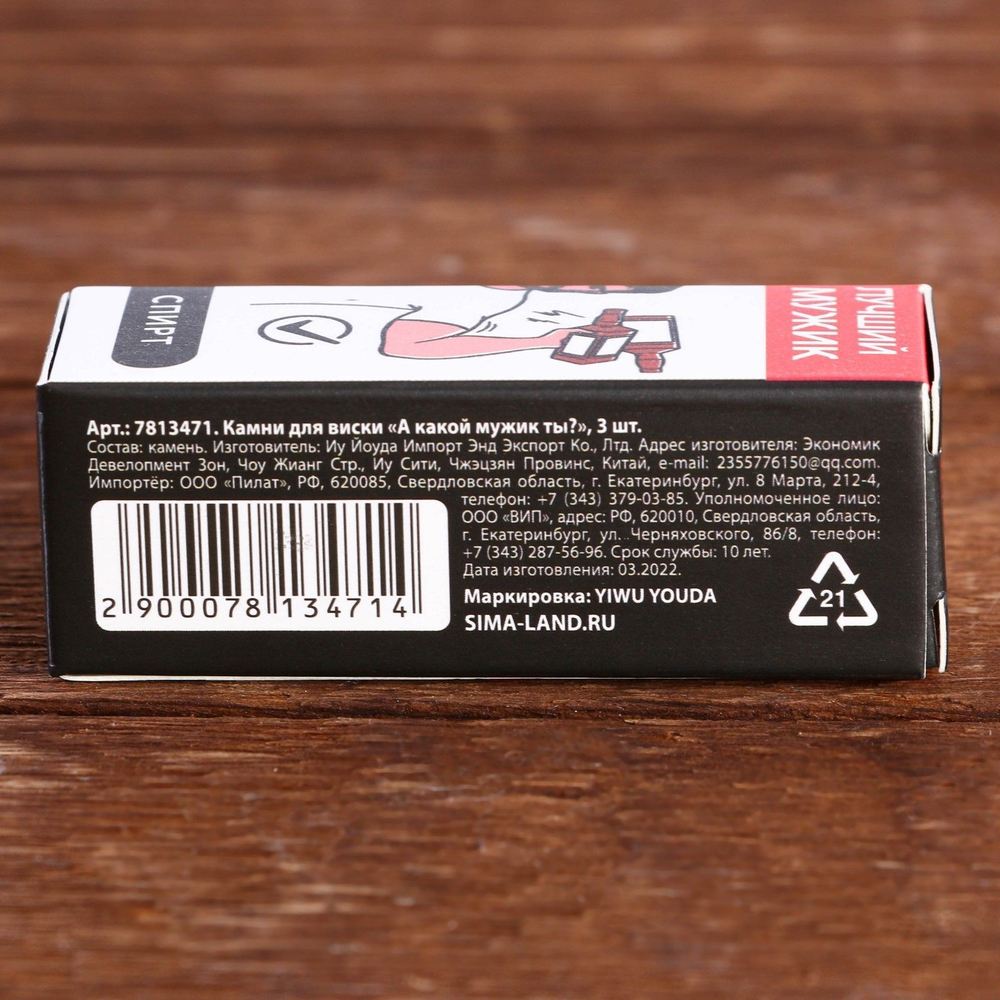 СПИРТ
ЛУЧШИЙ
МУЖИК
Арт.: 7813471. Камни для виски «А какой мужик ты?», 3 шт.
Состав: камень. Изготовитель: Иу Йоуда Импорт Энд Экспорт Ко., Лтд. Адрес изготовителя: Экономик
Девелопмент Зон, Чоу Жианг Стр., Иу Сити, Чжэцзян Провинс, Китай, e-mail: 2355776150@qq.com.
Импортёр: ООО «Пилат», РФ, 620085, Свердловская область, г. Екатеринбург, ул. 8 Марта, 212-4,
телефон: +7 (343) 379-03-85. Уполномоченное лицо:
ООО «ВИП», адрес: РФ, 620010, Свердловская область,
г. Екатеринбург, ул. Черняховского, 86/8, телефон:
+7 (343) 287-56-96. Срок службы: 10 лет.
Дата изготовления: 03.2022.
Маркировка: YIWU YOUDA
SIMA-LAND.RU
2 900078 134714
21